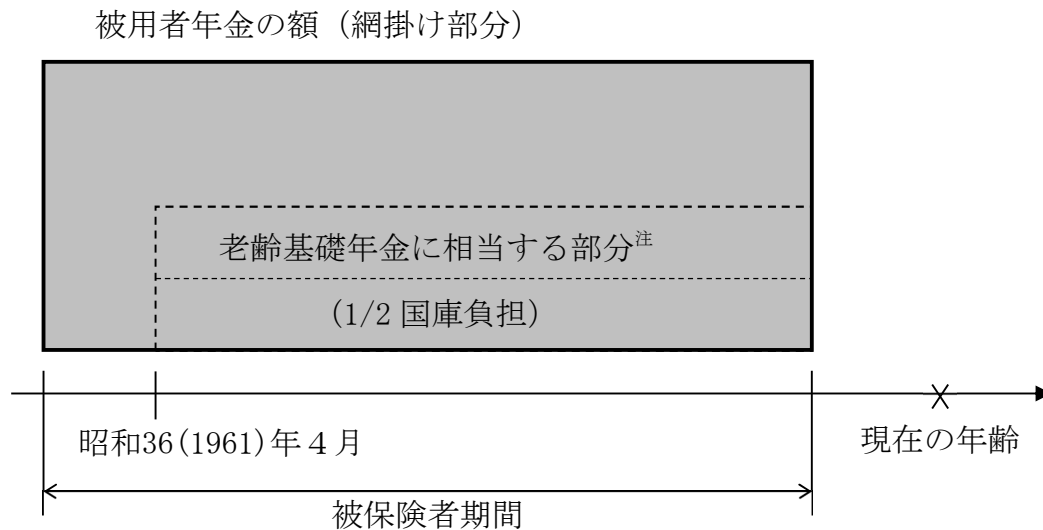 被用者年金の額（網掛け部分）
老齢基礎年金に相当する部分注
（1/2 国庫負担）
昭和36(1961)年４月
現在の年齢
被保険者期間